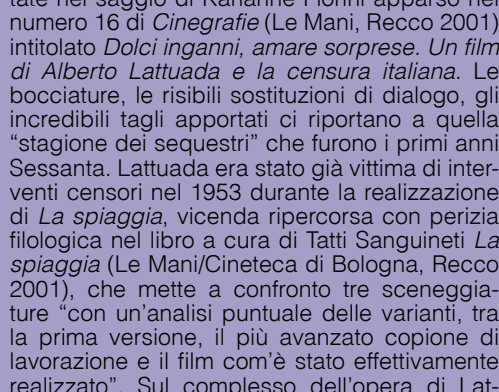 tate nel saggio di Karianne Fiorini apparso nel
numero 16 di Cinegrafie (Le Mani, Recco 2001)
intitolato Dolci inganni, amare sorprese. Un film
di Alberto Lattuada e la censura italiana. Le
bocciature, le risibili sostituzioni di dialogo, gli
incredibili tagli apportati ci riportano a quella
“stagione dei sequestri” che furono i primi anni
Sessanta. Lattuada era stato già vittima di inter-
venti censori nel 1953 durante la realizzazione
di La spiaggia, vicenda ripercorsa con perizia
filologica nel libro a cura di Tatti Sanguineti La
spiaggia (Le Mani/Cineteca di Bologna, Recco
2001), che mette a confronto tre sceneggia-
ture “con un’analisi puntuale delle varianti, tra
la prima versione, il più avanzato copione di
lavorazione e il film com’è stato effettivamente
realizzato”. Sul complesso dell’opera di Lat-